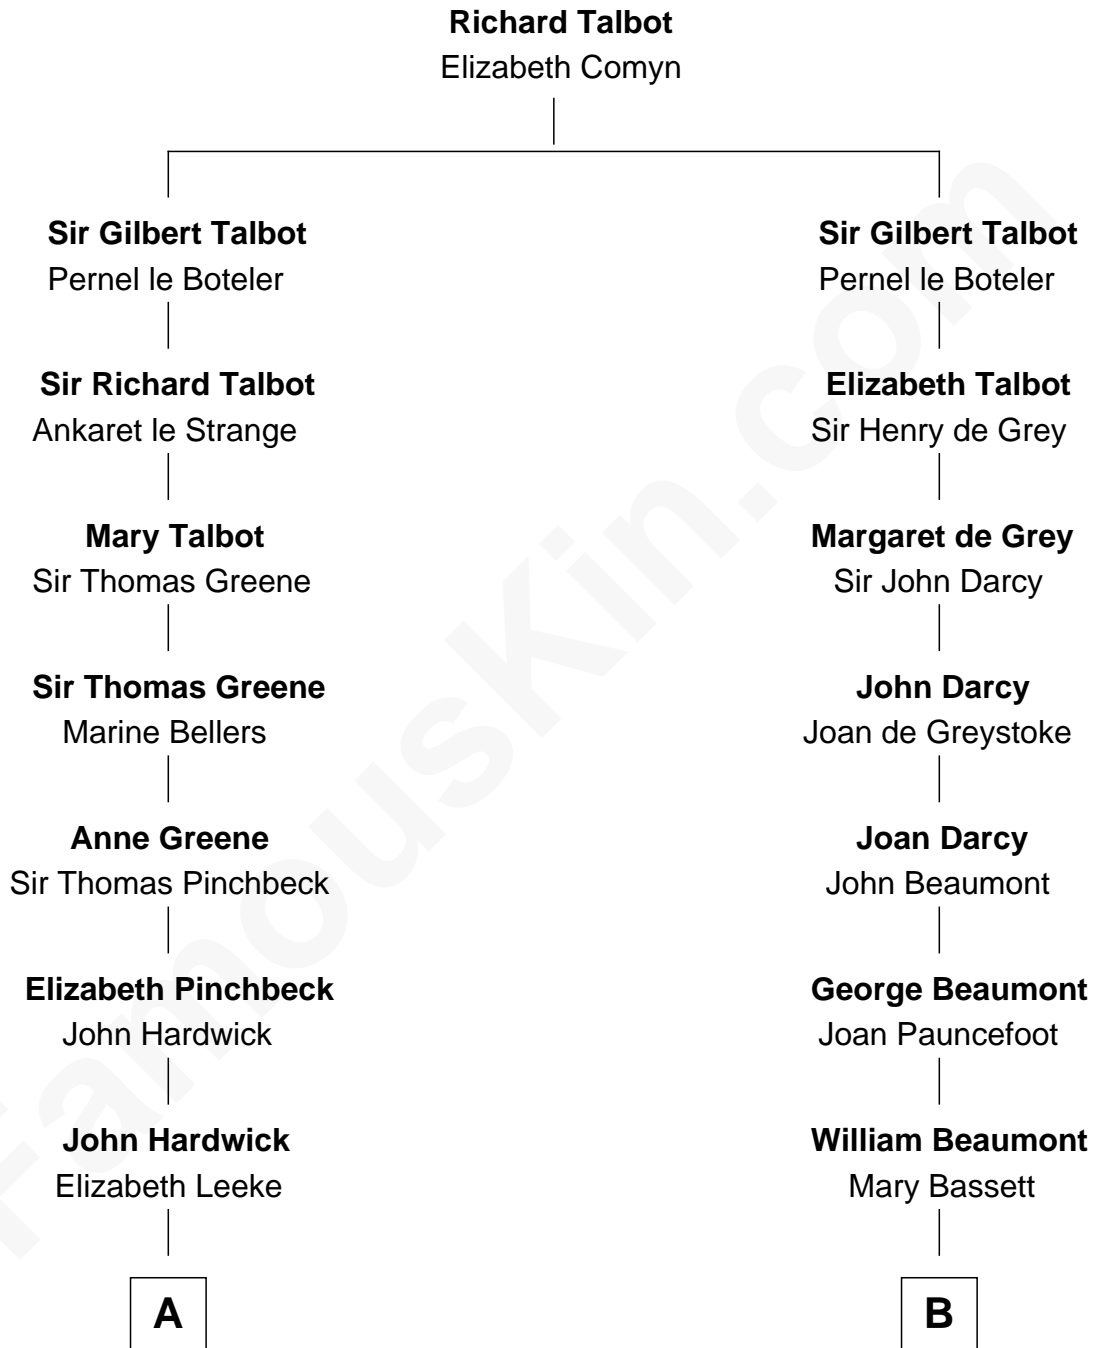 Richard Talbot
Elizabeth Comyn
Sir Gilbert Talbot
Pernel le Boteler
Sir Gilbert Talbot
Pernel le Boteler
Sir Richard Talbot
Ankaret le Strange
Elizabeth Talbot
Sir Henry de Grey
Mary Talbot
Sir Thomas Greene
Margaret de Grey
Sir John Darcy
Sir Thomas Greene
Marine Bellers
John Darcy
Joan de Greystoke
Anne Greene
Sir Thomas Pinchbeck
Joan Darcy
John Beaumont
Elizabeth Pinchbeck
John Hardwick
George Beaumont
Joan Pauncefoot
John Hardwick
Elizabeth Leeke
William Beaumont
Mary Bassett
A
B
FamousKin.com